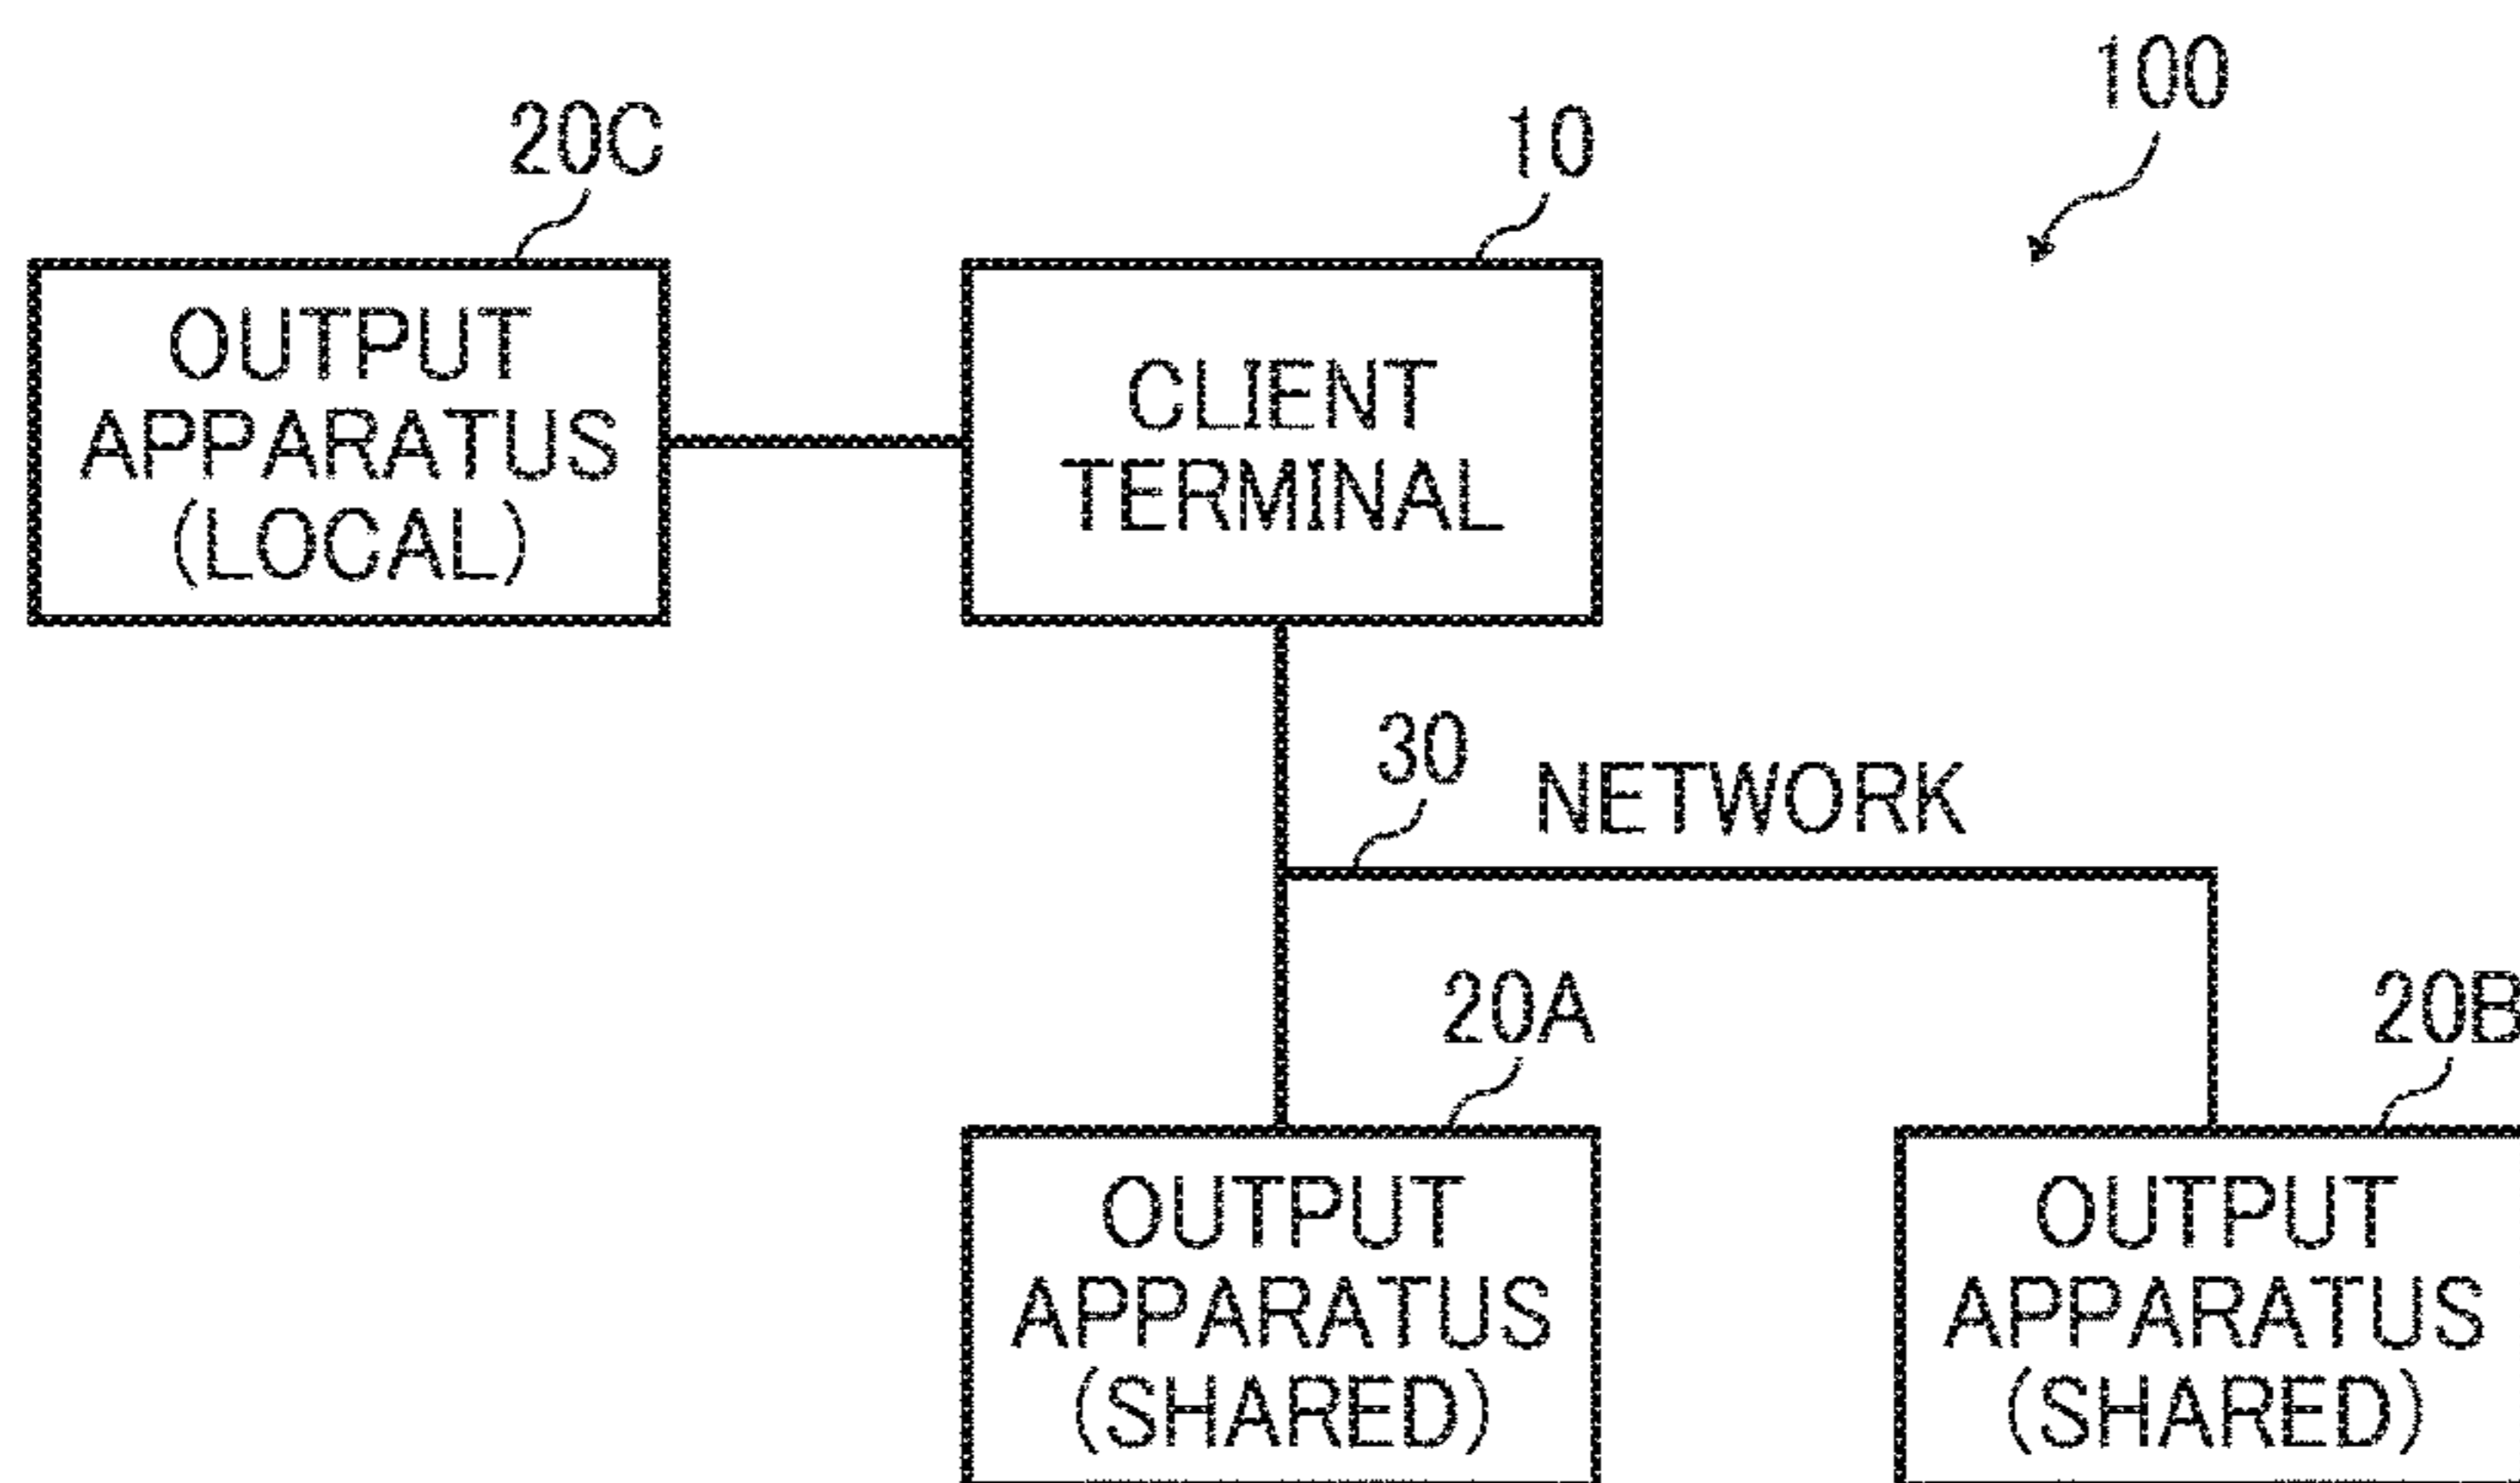 100
20C
10
OUTPUT
APPARATUS
(LOCAL)
CLIENT
TERMINAL
30
NETWORK
20A
20B
OUTPUT
APPARATUS
(SHARED)
OUTPUT
APPARATUS
(SHARED)